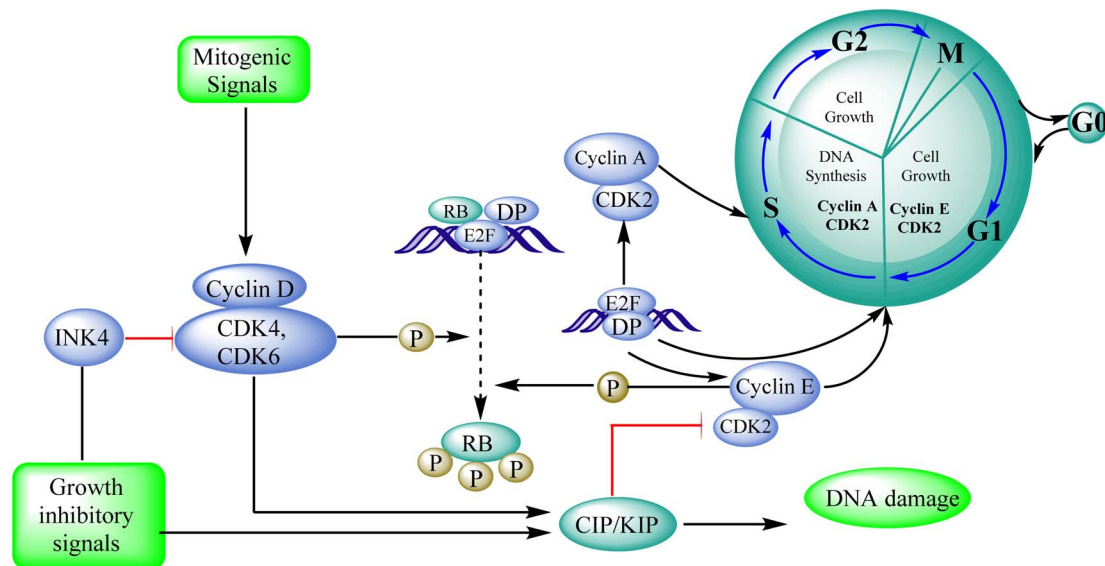 Mitogenic
Signals
G2
M
Cell
Growth
G0
DNA
Synthesis
Cell
Growth
Cyclin A
CDK2
Cyclin E
CDK2
S
G1
Cyclin A
CDK2
RB
DP
E2F
Cyclin D
CDK4,
CDK6
INK4
P
E2F
DP
P
Cyclin E
CDK2
RB
P
P
P
Growth
inhibitory
signals
CIP/KIP
DNA damage